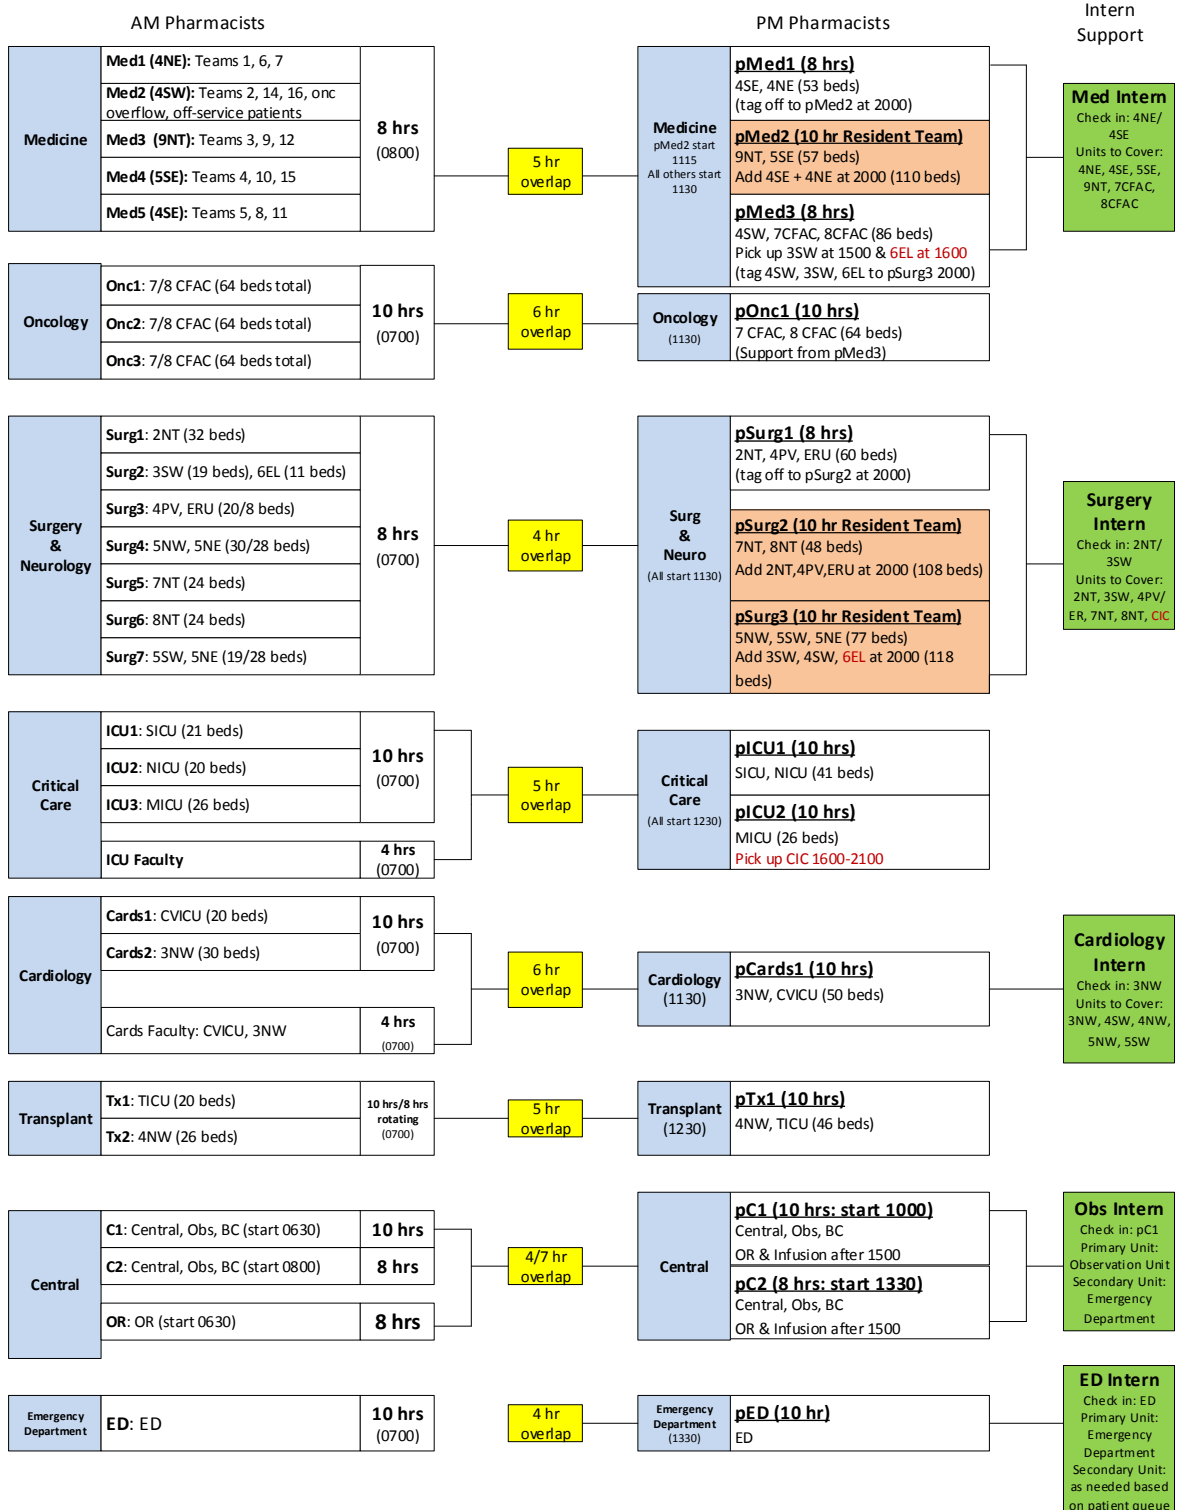 AM Pharmacists
PM Pharmacists
Intern
Support
Medicine
Med1 (4NE): Teams 1, 6, 7
Med2 (4SW): Teams 2, 14, 16, onc
overflow, off-service patients
Med3 (9NT): Teams 3, 9, 12
Med4 (5SE): Teams 4, 10, 15
Med5 (4SE): Teams 5, 8, 11
8 hrs
(0800)
5 hr
overlap
Medicine
pMed2 start
1115
All others start
1130
pMed1 (8 hrs)
4SE, 4NE (53 beds)
(tag off to pMed2 at 2000)
pMed2 (10 hr Resident Team)
9NT, 5SE (57 beds)
Add 4SE + 4NE at 2000 (110 beds)
pMed3 (8 hrs)
4SW, 7CFAC, 8CFAC (86 beds)
Pick up 3SW at 1500 & 6EL at 1600
(tag 4SW, 3SW, 6EL to pSurg3 2000)
Med Intern
Check in: 4NE/
4SE
Units to Cover:
4NE, 4SE, 5SE,
9NT, 7CFAC,
8CFAC
Oncology
Onc1: 7/8 CFAC (64 beds total)
Onc2: 7/8 CFAC (64 beds total)
Onc3: 7/8 CFAC (64 beds total)
10 hrs
(0700)
6 hr
overlap
Oncology
(1130)
pOnc1 (10 hrs)
7 CFAC, 8 CFAC (64 beds)
(Support from pMed3)
Surgery
&
Neurology
Surg1: 2NT (32 beds)
Surg2: 3SW (19 beds), 6EL (11 beds)
Surg3: 4PV, ERU (20/8 beds)
Surg4: 5NW, 5NE (30/28 beds)
Surg5: 7NT (24 beds)
Surg6: 8NT (24 beds)
Surg7: 5SW, 5NE (19/28 beds)
8 hrs
(0700)
4 hr
overlap
Surg
&
Neuro
(All start 1130)
pSurg1 (8 hrs)
2NT, 4PV, ERU (60 beds)
(tag off to pSurg2 at 2000)
pSurg2 (10 hr Resident Team)
7NT, 8NT (48 beds)
Add 2NT,4PV,ERU at 2000 (108 beds)
pSurg3 (10 hr Resident Team)
5NW, 5SW, 5NE (77 beds)
Add 3SW, 4SW, 6EL at 2000 (118
beds)
Surgery
Intern
Check in: 2NT/
3SW
Units to Cover:
2NT, 3SW, 4PV/
ER, 7NT, 8NT, CIC
Critical
Care
ICU1: SICU (21 beds)
ICU2: NICU (20 beds)
ICU3: MICU (26 beds)
10 hrs
(0700)
ICU Faculty
4 hrs
(0700)
5 hr
overlap
Critical
Care
(All start 1230)
pICU1 (10 hrs)
SICU, NICU (41 beds)
pICU2 (10 hrs)
MICU (26 beds)
Pick up CIC 1600-2100
Cardiology
Cards1: CVICU (20 beds)
Cards2: 3NW (30 beds)
10 hrs
(0700)
Cards Faculty: CVICU, 3NW
4 hrs
(0700)
6 hr
overlap
Cardiology
(1130)
pCards1 (10 hrs)
3NW, CVICU (50 beds)
Cardiology
Intern
Check in: 3NW
Units to Cover:
3NW, 4SW, 4NW,
5NW, 5SW
Transplant
Tx1: TICU (20 beds)
Tx2: 4NW (26 beds)
10 hrs/8 hrs
rotating
(0700)
5 hr
overlap
Transplant
(1230)
pTx1 (10 hrs)
4NW, TICU (46 beds)
Central
C1: Central, Obs, BC (start 0630)
10 hrs
C2: Central, Obs, BC (start 0800)
8 hrs
OR: OR (start 0630)
8 hrs
4/7 hr
overlap
Central
pC1 (10 hrs: start 1000)
Central, Obs, BC
OR & Infusion after 1500
pC2 (8 hrs: start 1330)
Central, Obs, BC
OR & Infusion after 1500
Obs Intern
Check in: pC1
Primary Unit:
Observation Unit
Secondary Unit:
Emergency
Department
Emergency
Department
ED: ED
10 hrs
(0700)
4 hr
overlap
Emergency
Department
(1330)
pED (10 hr)
ED
ED Intern
Check in: ED
Primary Unit:
Emergency
Department
Secondary Unit:
as needed based
on patient queue